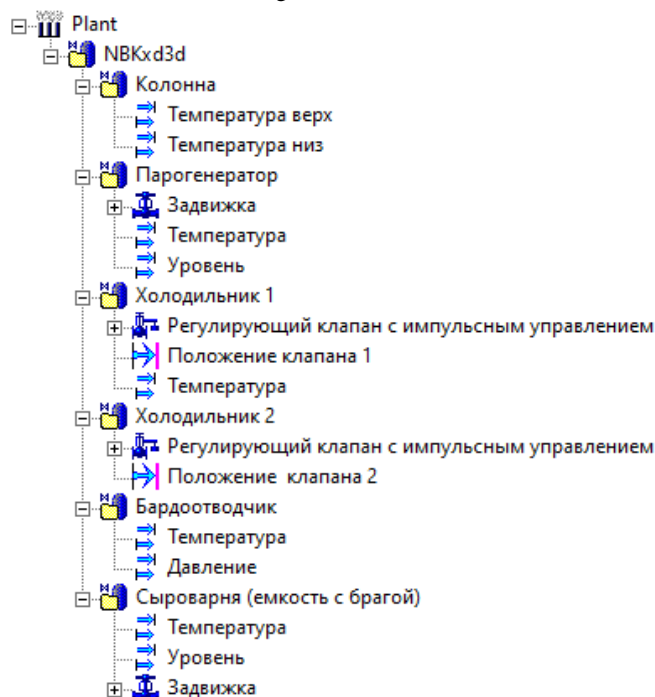 Plant
NBKxd3d
Колонна
Температура верх
Температура низ
Парогенератор
Задвижка
Температура
Уровень
Холодильник 1
Регулирующий клапан с импульсным управлением
Положение клапана 1
Температура
Холодильник 2
Регулирующий клапан с импульсным управлением
Положение клапана 2
Бардоотводчик
Температура
Давление
Сыроварня (емкость с брагой)
Температура
Уровень
Задвижка